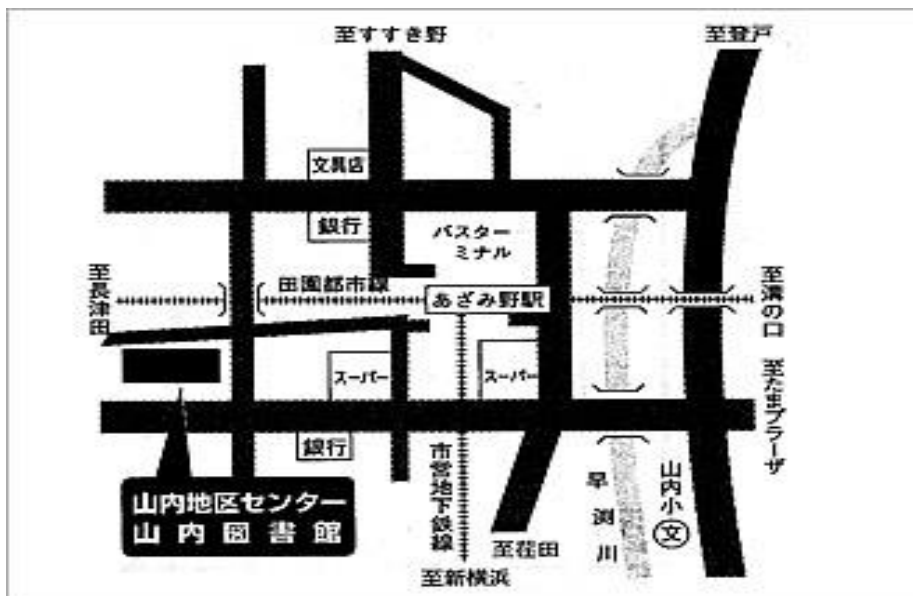 至すすき野
至登戸
文具店
銀行
バスター
ミナル
至長津田
田園都市線
あざみ野駅
至溝の口
スーパー
スーパー
至たまプラーザ
銀行
市営地下鉄線
山内地区センター
山内図書館
早渕川
山内小
文
至荏田
至新横浜